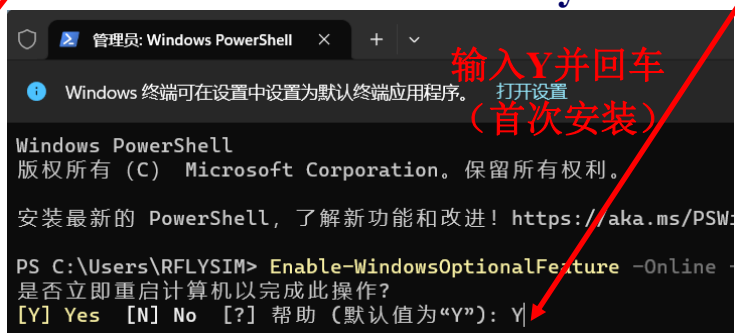 管理员: Windows PowerShell
输入Y并回车
(首次安装)
Windows 终端可在设置中设置为默认终端应用程序。 打开设置
Windows PowerShell
版权所有 (C) Microsoft Corporation。保留所有权利。
安装最新的 PowerShell,了解新功能和改进!https://aka.ms/PSW
PS C:\Users\RFLYSIM> Enable-WindowsOptionalFeature -Online -
是否立即重启计算机以完成此操作?
[Y] Yes [N] No [?] 帮助 (默认值为“Y”): Y